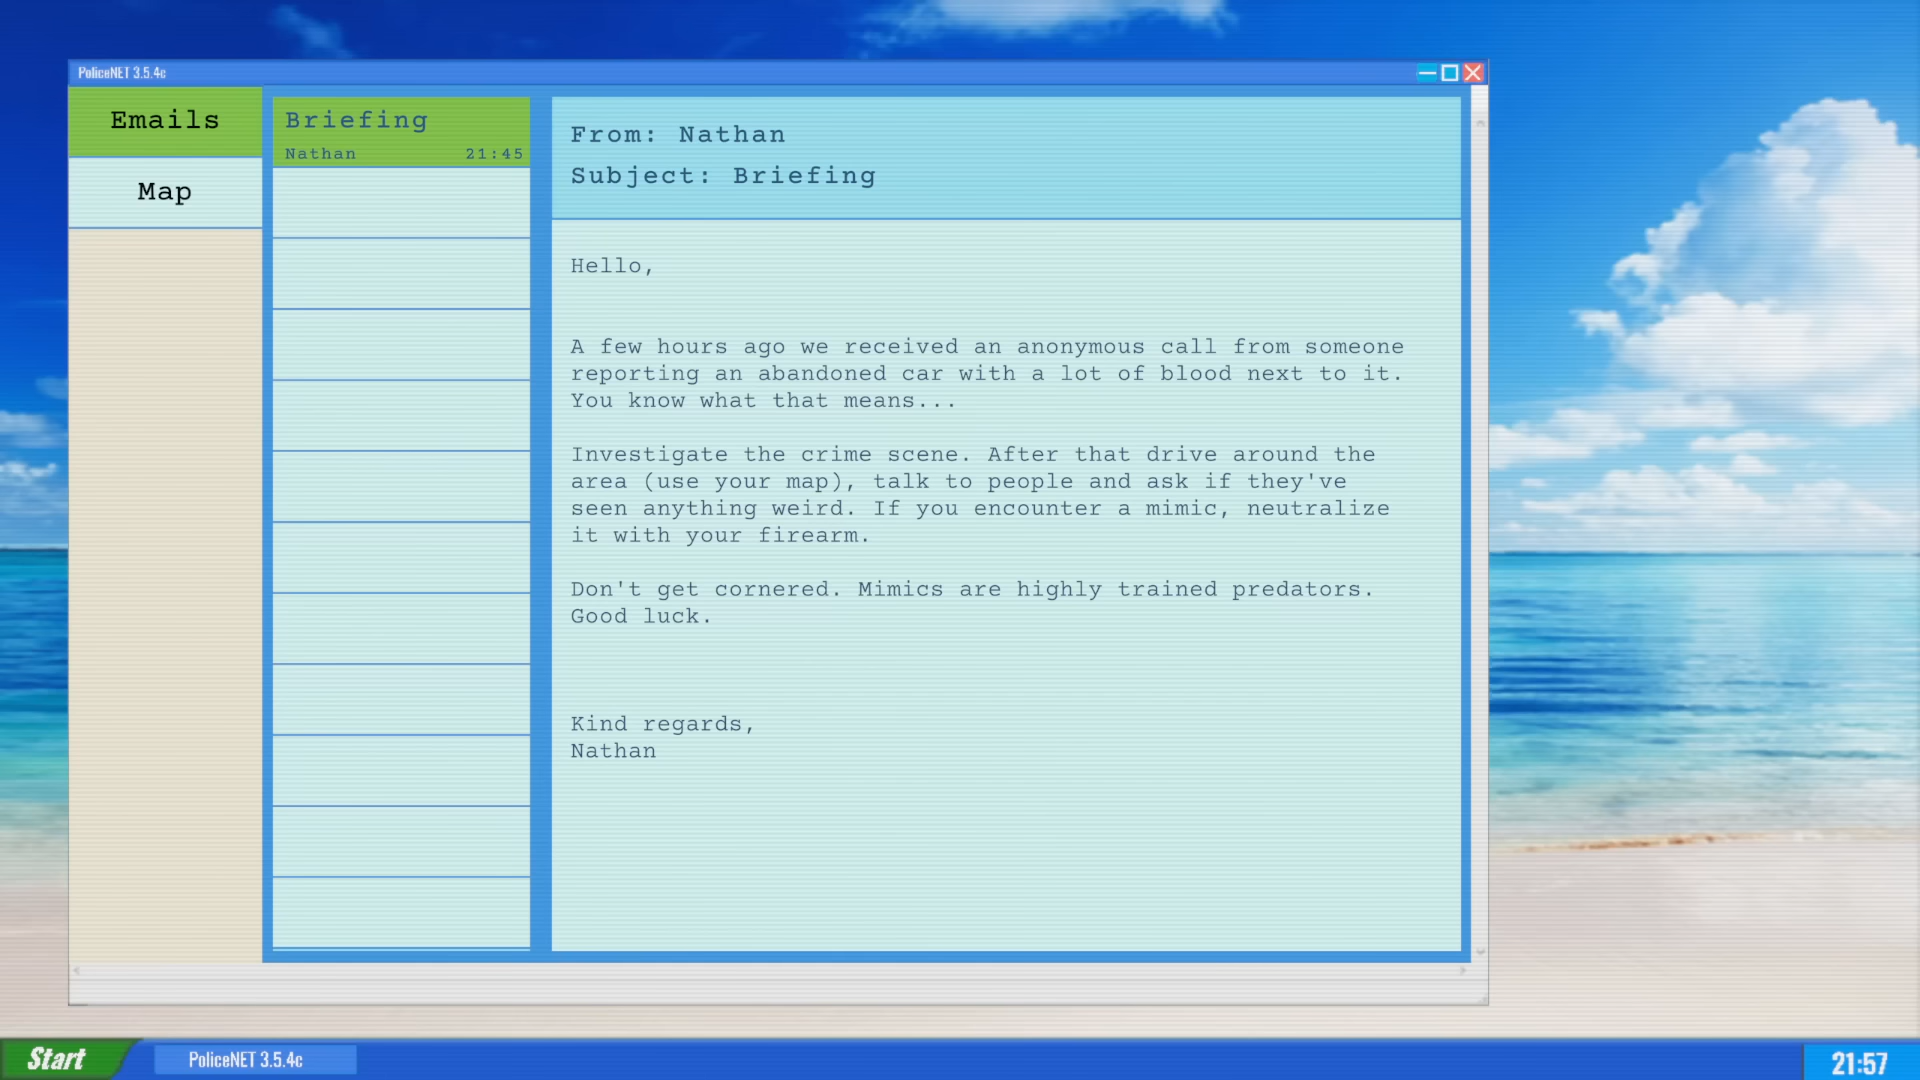 PoliceNET 3.5.4c
Emails
Map
Briefing
Nathan 21:45
From: Nathan
Subject: Briefing
Hello,
A few hours ago we received an anonymous call from someone
reporting an abandoned car with a lot of blood next to it.
You know what that means...
Investigate the crime scene. After that drive around the
area (use your map), talk to people and ask if they've
seen anything weird. If you encounter a mimic, neutralize
it with your firearm.
Don't get cornered. Mimics are highly trained predators.
Good luck.
Kind regards,
Nathan
Start
PoliceNET 3.5.4c
21:57